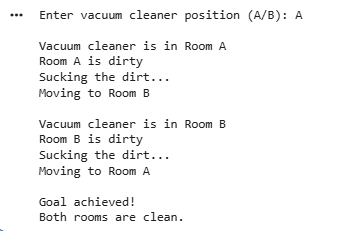 ••• Enter vacuum cleaner position (A/B): A
Vacuum cleaner is in Room A
Room A is dirty
Sucking the dirt...
Moving to Room B
Vacuum cleaner is in Room B
Room B is dirty
Sucking the dirt...
Moving to Room A
Goal achieved!
Both rooms are clean.